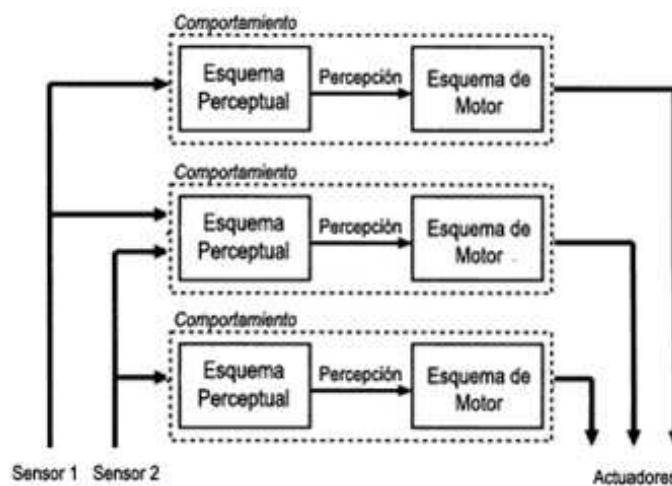 Comportamiento
Esquema
Perceptual
Percepción
Esquema de
Motor
Comportamiento
Esquema
Perceptual
Percepción
Esquema de
Motor
Comportamiento
Esquema
Perceptual
Percepción
Esquema de
Motor
Sensor 1 Sensor 2
Actuadores